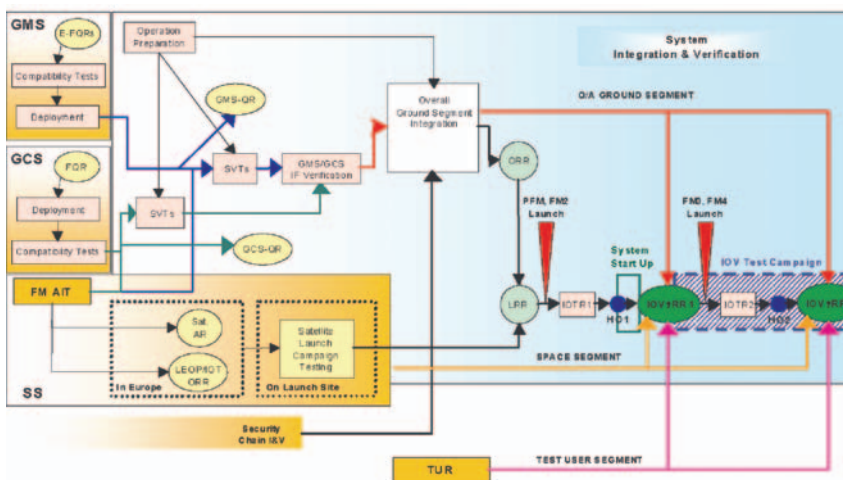 GMS
E-FQRs
Compatibility Tests
Deployment
GCS
FQR
Deployment
Compatibility Tests
Operation
Preparation
GMS-QR
SVTs
GMS/GCS
IF Verification
SVTs
GCS-QR
Overall
Ground Segment
Integration
System
Integration & Verification
O/A GROUND SEGMENT
ORR
PFM, FM2
Launch
FM3, FM4
Launch
System
Start Up
IOV Test Campaign
LRR
IOTR1
HO1
IOTR2
HO2
SPACE SEGMENT
FM AIT
Sat.
AR
LEOP/IOT
ORR
In Europe
Satellite
Launch
Campaign
Testing
On Launch Site
SS
Security
Chain I&V
TUR
TEST USER SEGMENT